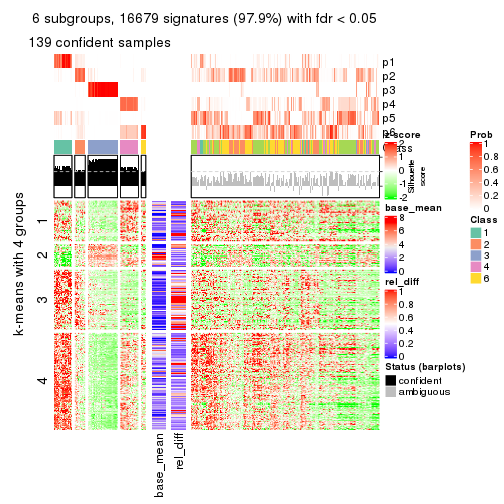 6 subgroups, 16679 signatures (97.9%) with fdr < 0.05
139 confident samples
p1
p2
p3
p4
p5
p6
z-score
2
1
0
-1
-2
Class
Silhouette
score
Prob
1
0.8
0.6
0.4
0.2
0
base_mean
8
6
4
2
0
Class
1
2
3
4
6
rel_diff
1
0.8
0.6
0.4
0.2
0
Status (barplots)
confident
ambiguous
k-means with 4 groups
1
2
3
4
base_mean
rel_diff